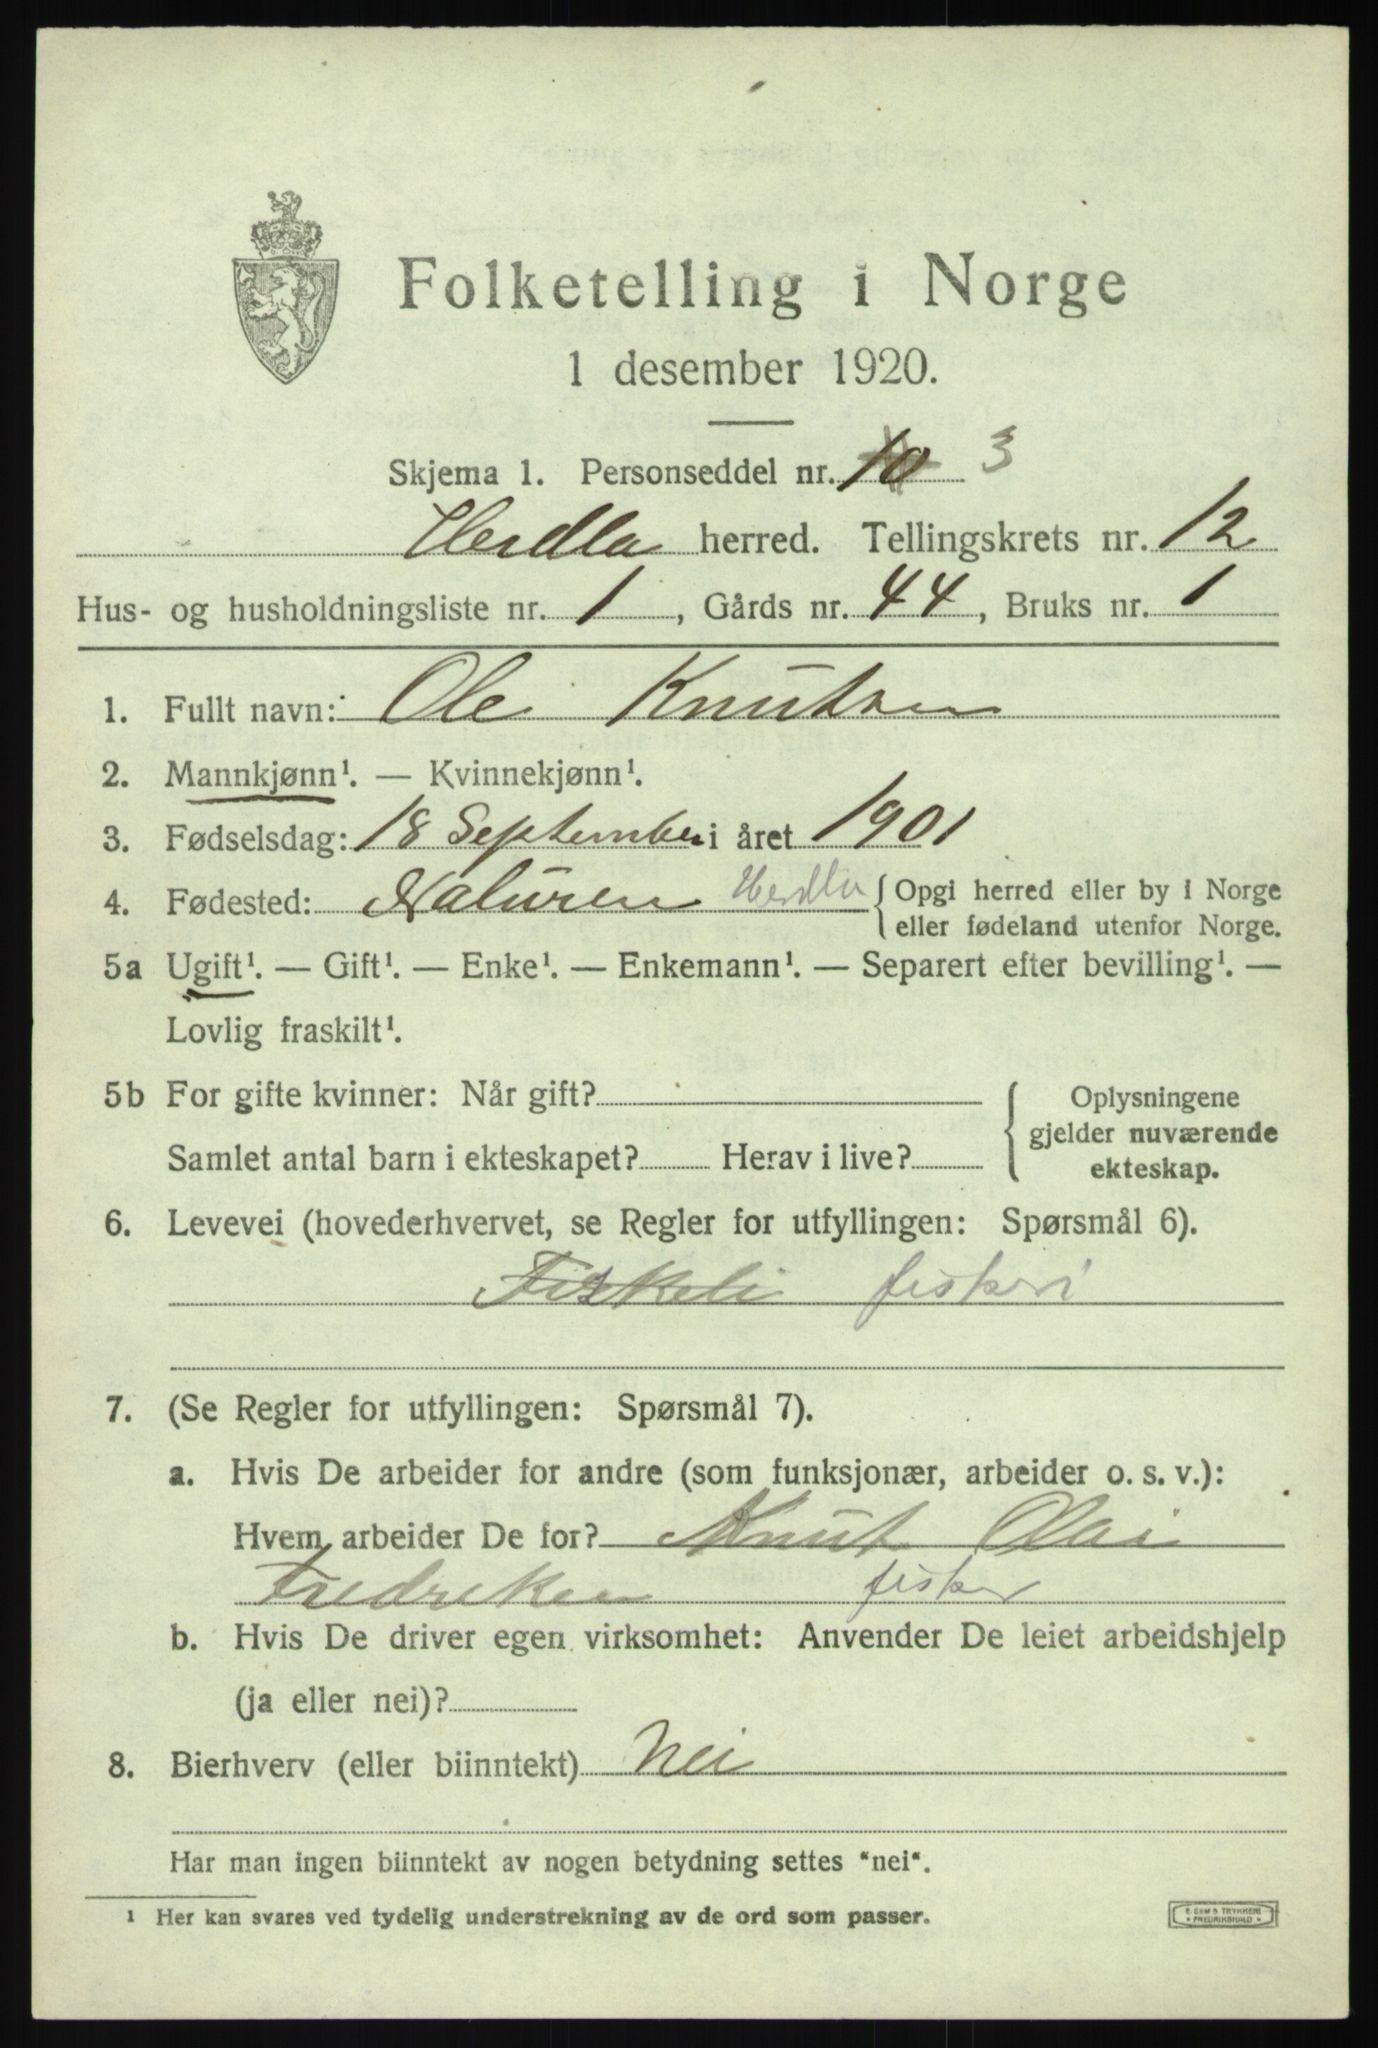 Folketelling i Norge
1 desember 1920.
Skjema 1. Personseddel nr. 10 3
Herdla herred. Tellingskrets nr. 12
Hus- og husholdningsliste nr. 1, Gårds nr. 44, Bruks nr. 1
1. Fullt navn: Ole Knutsen
2. Mannkjønn¹. — Kvinnekjønn¹.
3. Fødselsdag: 18 September i året 1901
4. Fødested: Herdla { Opgi herred eller by i Norge
eller fødeland utenfor Norge.
5a Ugift¹. — Gift¹. — Enke¹. — Enkemann¹. — Separert efter bevilling¹. —
Lovlig fraskilt¹.
5b For gifte kvinner: Når gift?
Samlet antal barn i ekteskapet? Herav i live?
Oplysningene
gjelder nuværende
ekteskap.
6. Levevei (hovederhvervet, se Regler for utfyllingen: Spørsmål 6).
Fiskeli fiskeri
7. (Se Regler for utfyllingen: Spørsmål 7).
a. Hvis De arbeider for andre (som funksjonær, arbeider o. s. v.):
Hvem arbeider De for? Knut Olai
Fredreksen fisker
b. Hvis De driver egen virksomhet: Anvender De leiet arbeidshjelp
(ja eller nei)?
8. Bierhverv (eller biinntekt) Nei
Har man ingen biinntekt av nogen betydning settes "nei".
¹ Her kan svares ved tydelig understrekning av de ord som passer.